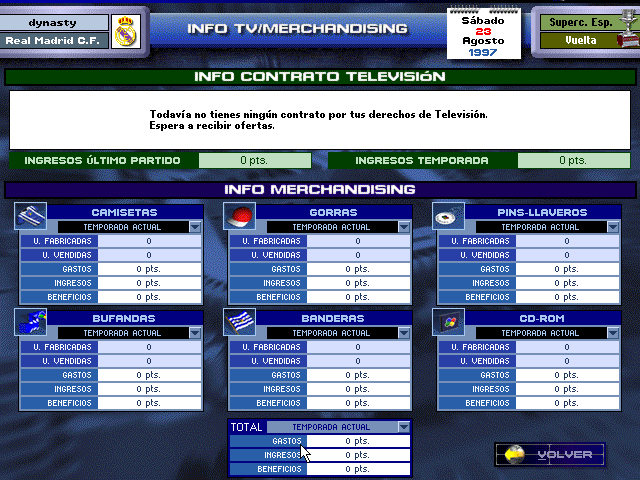 dynasty
Real Madrid C.F.
INFO TV/MERCHANDISING
Sábado
23
Agosto
1997
Superc. Esp.
Vuelta
INFO CONTRATO TELEVISIóN
Todavía no tienes ningún contrato por tus derechos de Televisión.
Espera a recibir ofertas.
INGRESOS ÚLTIMO PARTIDO 0 pts. INGRESOS TEMPORADA 0 pts.
INFO MERCHANDISING
CAMISETAS
TEMPORADA ACTUAL
U. FABRICADAS 0
U. VENDIDAS 0
GASTOS 0 pts.
INGRESOS 0 pts.
BENEFICIOS 0 pts.
GORRAS
TEMPORADA ACTUAL
U. FABRICADAS 0
U. VENDIDAS 0
GASTOS 0 pts.
INGRESOS 0 pts.
BENEFICIOS 0 pts.
PINS-LLAVEROS
TEMPORADA ACTUAL
U. FABRICADAS 0
U. VENDIDAS 0
GASTOS 0 pts.
INGRESOS 0 pts.
BENEFICIOS 0 pts.
BUFANDAS
TEMPORADA ACTUAL
U. FABRICADAS 0
U. VENDIDAS 0
GASTOS 0 pts.
INGRESOS 0 pts.
BENEFICIOS 0 pts.
BANDERAS
TEMPORADA ACTUAL
U. FABRICADAS 0
U. VENDIDAS 0
GASTOS 0 pts.
INGRESOS 0 pts.
BENEFICIOS 0 pts.
CD-ROM
TEMPORADA ACTUAL
U. FABRICADAS 0
U. VENDIDAS 0
GASTOS 0 pts.
INGRESOS 0 pts.
BENEFICIOS 0 pts.
TOTAL TEMPORADA ACTUAL
GASTOS 0 pts.
INGRESOS 0 pts.
BENEFICIOS 0 pts.
VOLVER